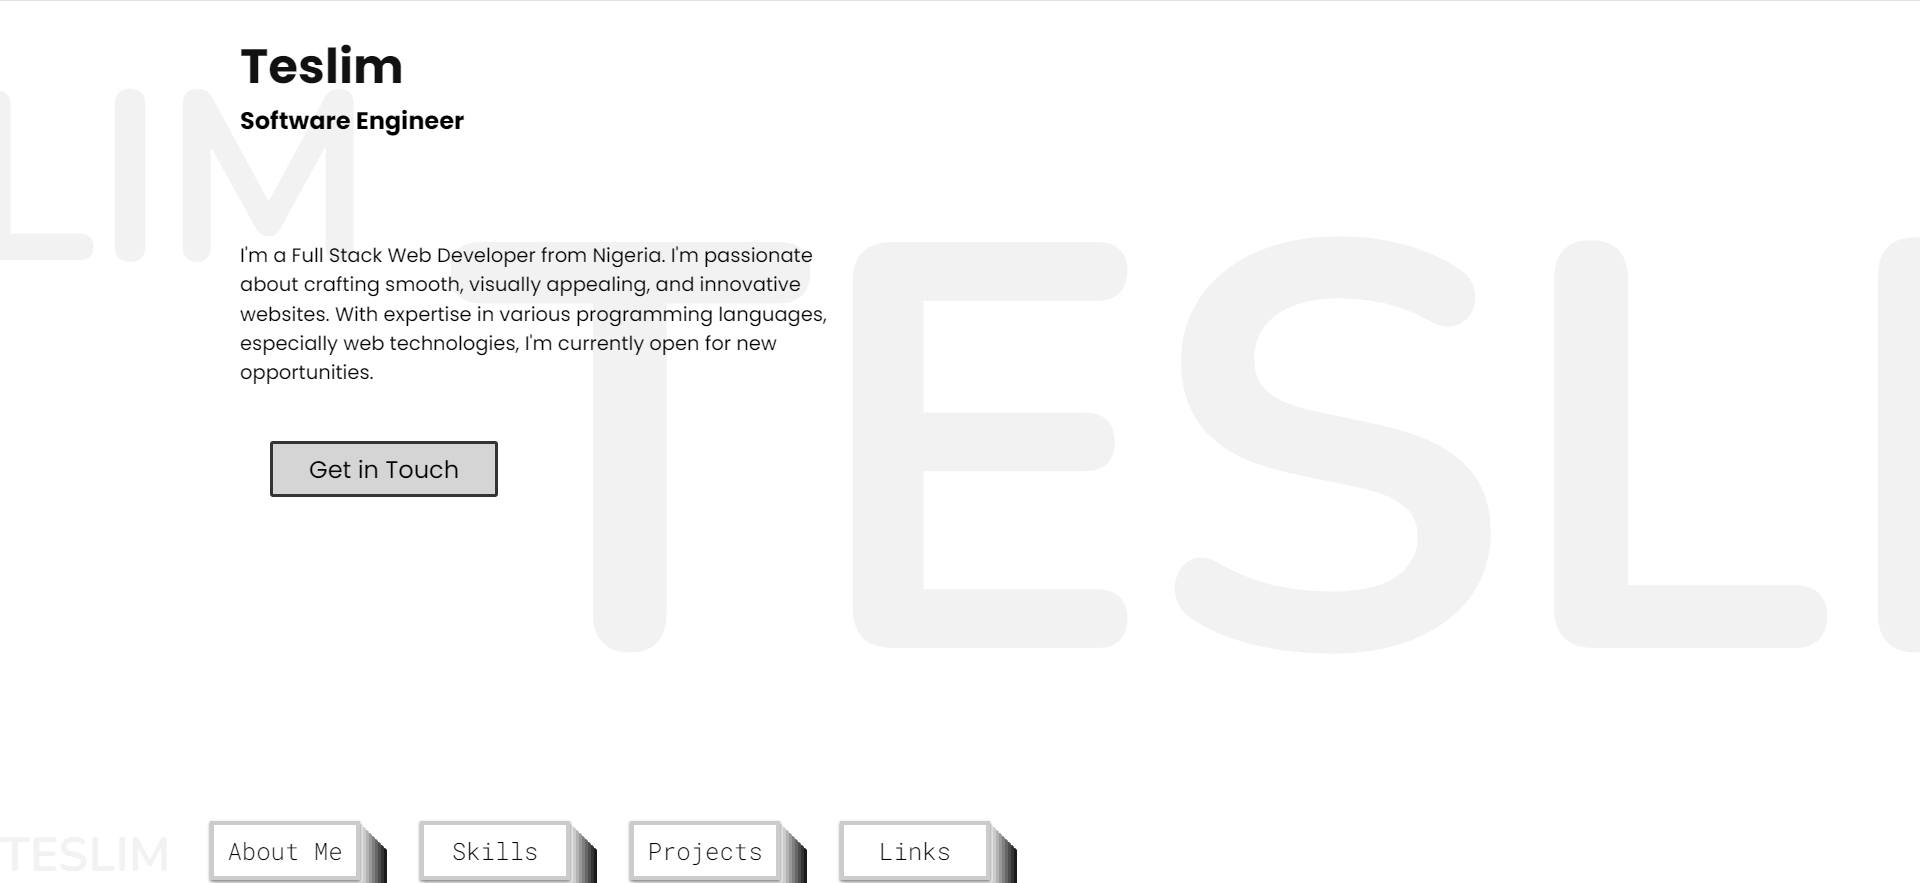 Teslim
Software Engineer
LIM
I'm a Full Stack Web Developer from Nigeria. I'm passionate
about crafting smooth, visually appealing, and innovative
websites. With expertise in various programming languages,
especially web technologies, I'm currently open for new
opportunities.
TESLI
Get in Touch
TESLIM
About Me
Skills
Projects
Links